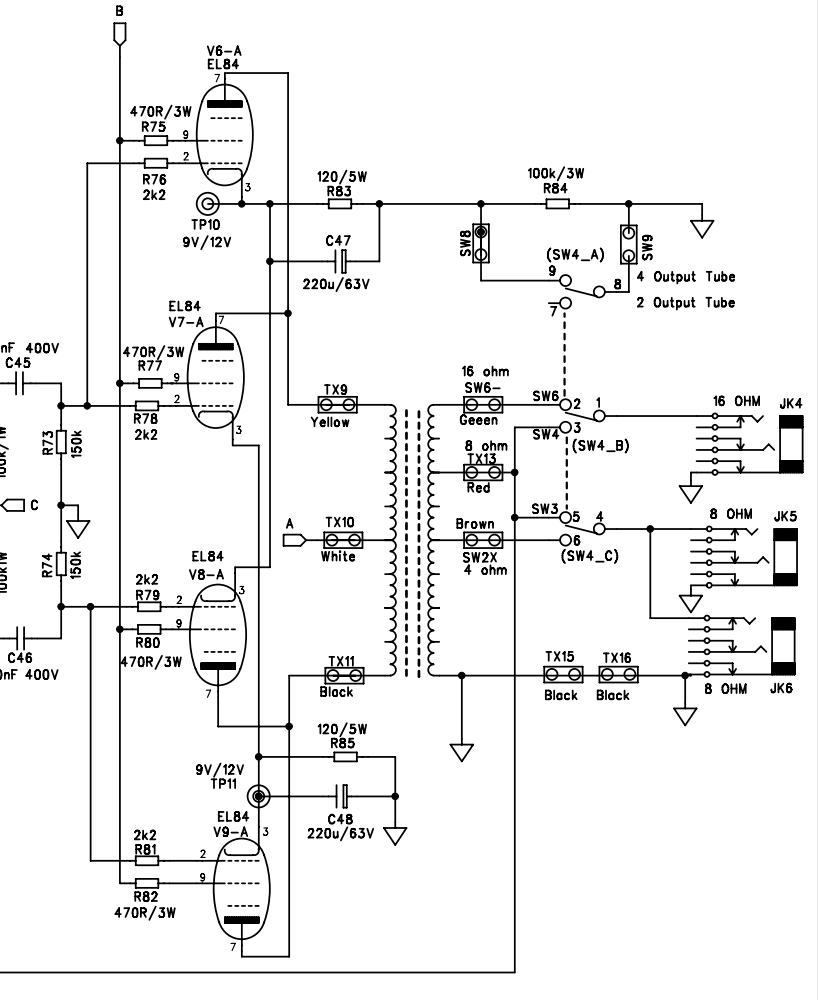 B
V6-A
EL84
7
470R/3W
R75
9
2
R76
2k2
3
TP10
9V/12V
120/5W
R83
C47
220u/63V
100k/3W
R84
SW8
SW9
(SW4_A)
9
8
7
4 Output Tube
2 Output Tube
EL84
V7-A
7
nF 400V
C45
470R/3W
R77
9
2
R78
2k2
3
R73
150k
C
R74
150k
TX9
Yellow
16 ohm
SW6-
Geeen
SW6
2
1
SW4
3
(SW4_B)
8 ohm
TX13
Red
16 OHM
JK4
A
TX10
White
Brown
SW2X
4 ohm
SW3
5
4
6
(SW4_C)
8 OHM
JK5
EL84
V8-A
3
2k2
R79
2
9
R80
470R/3W
7
C46
0nF 400V
TX11
Black
TX15
Black
TX16
Black
8 OHM
JK6
120/5W
R85
9V/12V
TP11
C48
220u/63V
EL84
V9-A
3
2k2
R81
2
9
R82
470R/3W
7